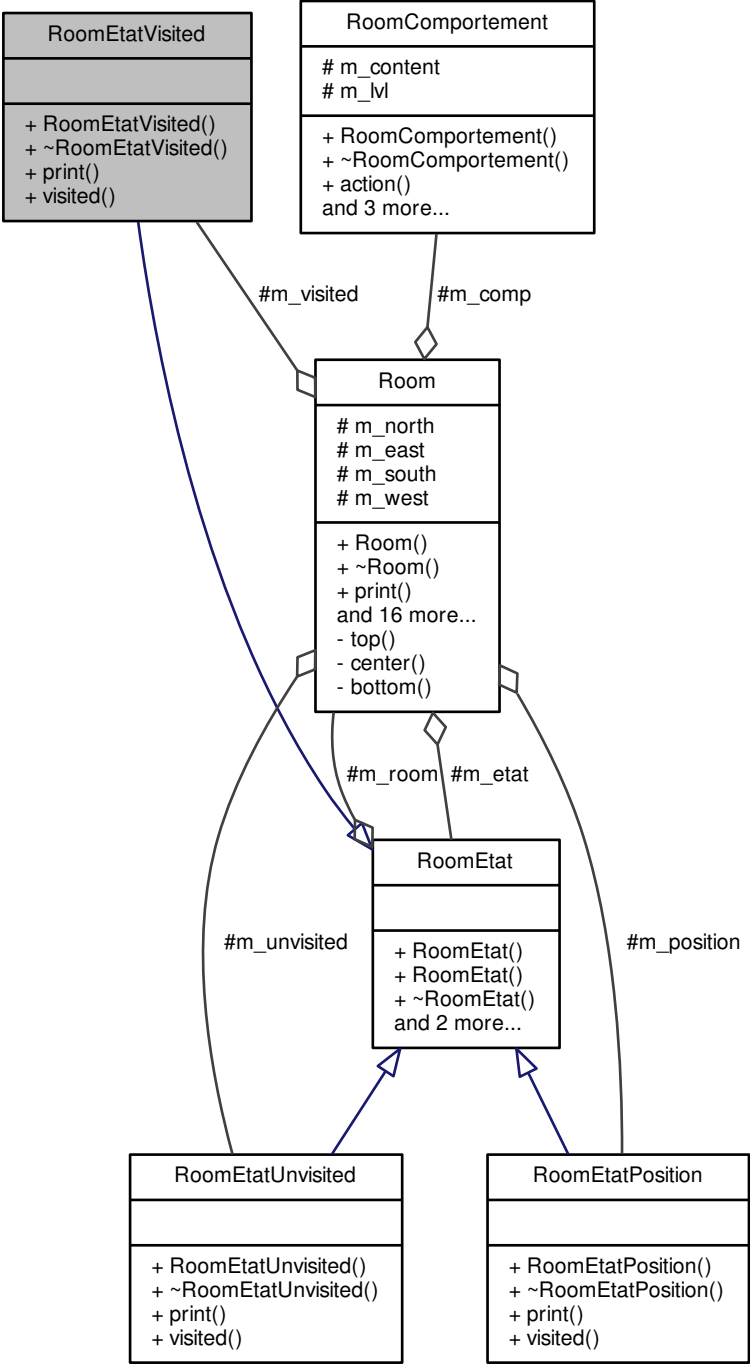 RoomEtatVisited
+ RoomEtatVisited()
+ ~RoomEtatVisited()
+ print()
+ visited()
RoomComportement
# m_content
# m_lvl
+ RoomComportement()
+ ~RoomComportement()
+ action()
and 3 more...
#m_visited
#m_comp
Room
# m_north
# m_east
# m_south
# m_west
+ Room()
+ ~Room()
+ print()
and 16 more...
- top()
- center()
- bottom()
#m_room
#m_etat
RoomEtat
+ RoomEtat()
+ RoomEtat()
+ ~RoomEtat()
and 2 more...
#m_unvisited
#m_position
RoomEtatUnvisited
+ RoomEtatUnvisited()
+ ~RoomEtatUnvisited()
+ print()
+ visited()
RoomEtatPosition
+ RoomEtatPosition()
+ ~RoomEtatPosition()
+ print()
+ visited()